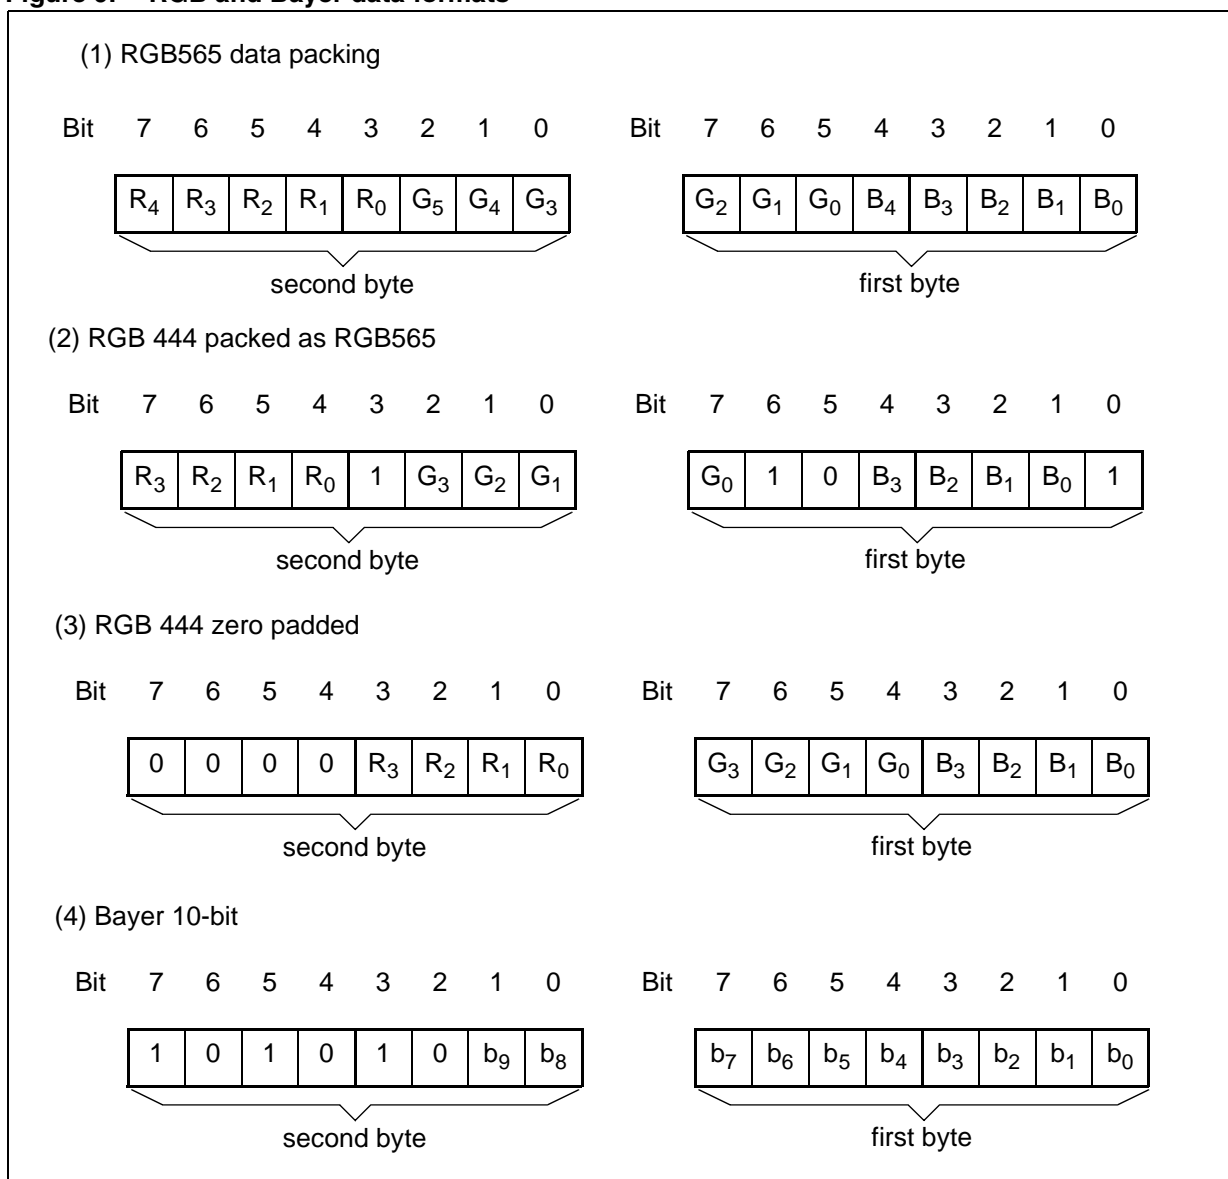 (1) RGB565 data packing
Bit 7 6 5 4 3 2 1 0 Bit 7 6 5 4 3 2 1 0
R4 R3 R2 R1 R0 G5 G4 G3 G2 G1 G0 B4 B3 B2 B1 B0
second byte first byte
(2) RGB 444 packed as RGB565
Bit 7 6 5 4 3 2 1 0 Bit 7 6 5 4 3 2 1 0
R3 R2 R1 R0 1 G3 G2 G1 G0 1 0 B3 B2 B1 B0 1
second byte first byte
(3) RGB 444 zero padded
Bit 7 6 5 4 3 2 1 0 Bit 7 6 5 4 3 2 1 0
0 0 0 0 R3 R2 R1 R0 G3 G2 G1 G0 B3 B2 B1 B0
second byte first byte
(4) Bayer 10-bit
Bit 7 6 5 4 3 2 1 0 Bit 7 6 5 4 3 2 1 0
1 0 1 0 1 0 b9 b8 b7 b6 b5 b4 b3 b2 b1 b0
second byte first byte